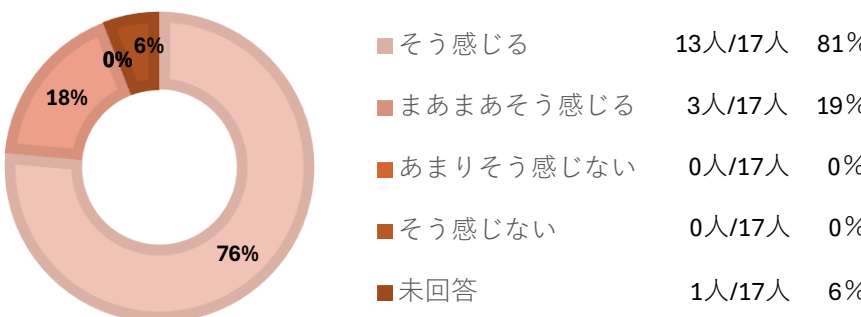 6%
0%
18%
76%
そう感じる 13人/17人 81%
まあまあそう感じる 3人/17人 19%
あまりそう感じない 0人/17人 0%
そう感じない 0人/17人 0%
未回答 1人/17人 6%